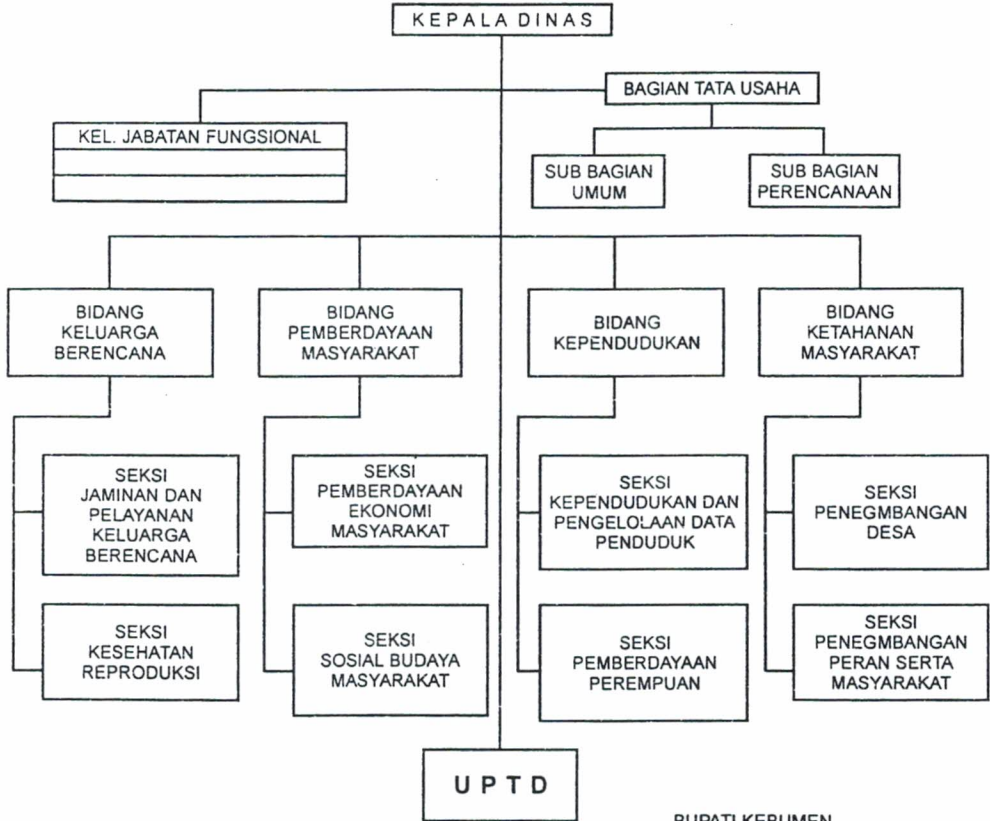 KEPALA DINAS
BAGIAN TATA USAHA
KEL. JABATAN FUNGSIONAL
SUB BAGIAN
UMUM
SUB BAGIAN
PERENCANAAN
BIDANG
KELUARGA
BERENCANA
BIDANG
PEMBERDAYAAN
MASYARAKAT
BIDANG
KEPENDUDUKAN
BIDANG
KETAHANAN
MASYARAKAT
SEKSI
JAMINAN DAN
PELAYANAN
KELUARGA
BERENCANA
SEKSI
PEMBERDAYAAN
EKONOMI
MASYARAKAT
SEKSI
KEPENDUDUKAN DAN
PENGELOLAAN DATA
PENDUDUK
SEKSI
PENEGMBANGAN
DESA
SEKSI
KESEHATAN
REPRODUKSI
SEKSI
SOSIAL BUDAYA
MASYARAKAT
SEKSI
PEMBERDAYAAN
PEREMPUAN
SEKSI
PENEGMBANGAN
PERAN SERTA
MASYARAKAT
UPTD
BUPATI KEBUMEN